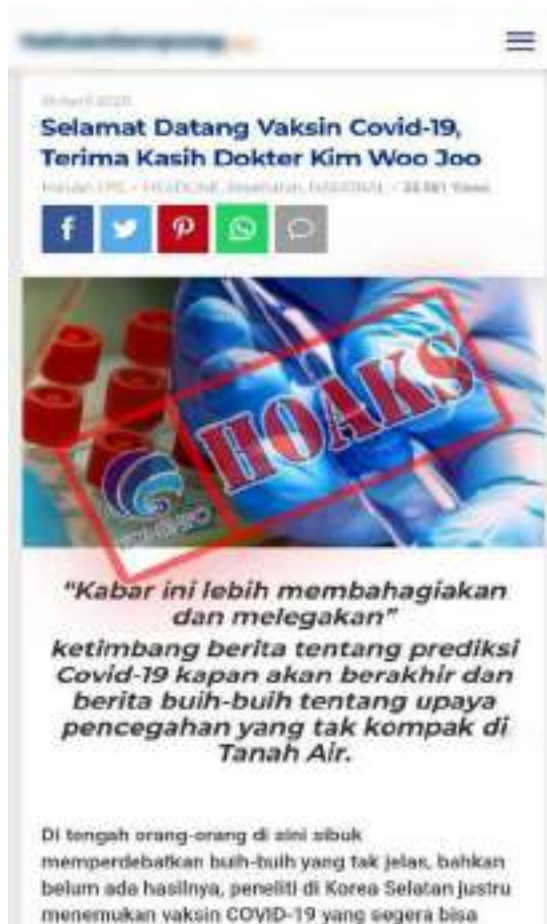 Selamat Datang Vaksin Covid-19,
Terima Kasih Dokter Kim Woo Joo
HOAKS
"Kabar ini lebih membahagiakan
dan melegakan"
ketimbang berita tentang prediksi
Covid-19 kapan akan berakhir dan
berita buih-buih tentang upaya
pencegahan yang tak kompak di
Tanah Air.
Di tengah orang-orang di sini sibuk
memperdebatkan buih-buih yang tak jelas, bahkan
belum ada hasilnya, peneliti di Korea Selatan justru
menemukan vaksin COVID-19 yang segera bisa